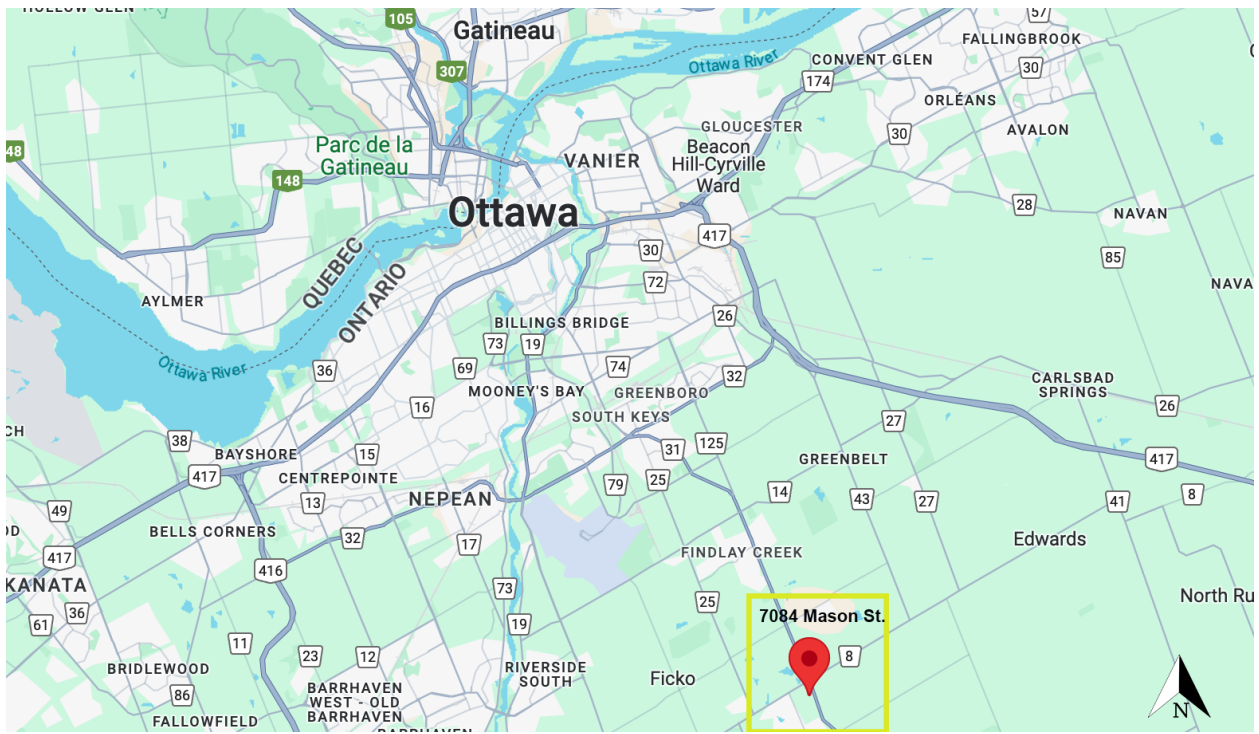 HOLLOW GLEN
105
Gatineau
57
FALLINGBROOK
307
Ottawa River
CONVENT GLEN
30
174
ORLÉANS
148
Parc de la
Gatineau
GLOUCESTER
30
AVALON
VANIER
Beacon
Hill-Cyrville
Ward
148
Ottawa
28
NAVAN
417
30
85
QUEBEC
ONTARIO
72
AYLMER
NAVA
BILLINGS BRIDGE
26
73
19
Ottawa River
36
69
74
32
CARLSBAD
SPRINGS
MOONEY'S BAY
GREENBORO
16
SOUTH KEYS
26
27
CH
38
BAYSHORE
15
31
125
GREENBELT
417
417
CENTREPOINTE
79
25
14
43
27
41
8
13
NEPEAN
49
BELLS CORNERS
32
17
Edwards
417
416
FINDLAY CREEK
KANATA
73
25
North Ru
36
61
19
7084 Mason St.
11
23
12
8
BRIDLEWOOD
RIVERSIDE
SOUTH
Ficko
86
BARRHAVEN
WEST - OLD
BARRHAVEN
FALLOWFIELD
N
BARRHAVEN